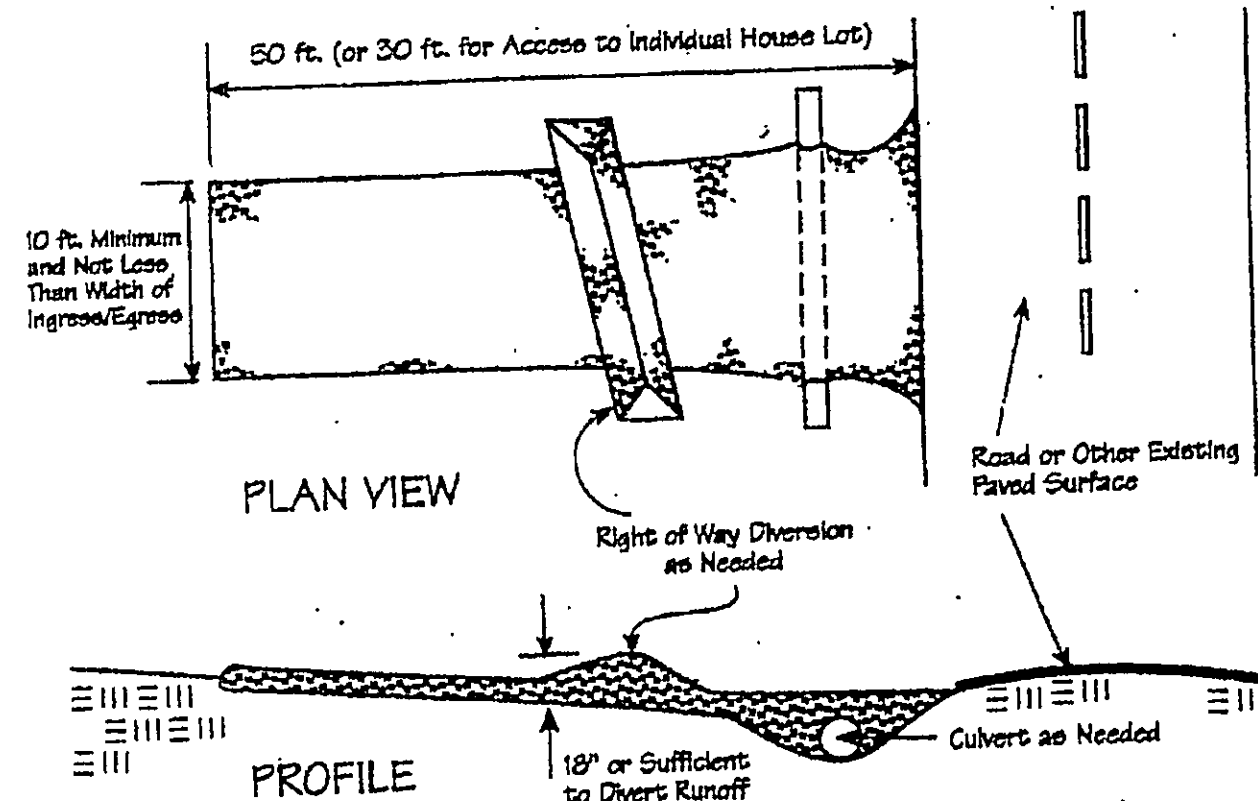 50 ft. (or 30 ft. for Access to Individual House Lot)
10 ft. Minimum
and Not Less
Than Width of
Ingress/Egress
PLAN VIEW
Road or Other Existing
Paved Surface
Right of Way Diversion
as Needed
Culvert as Needed
18" or Sufficient
to Divert Runoff
PROFILE